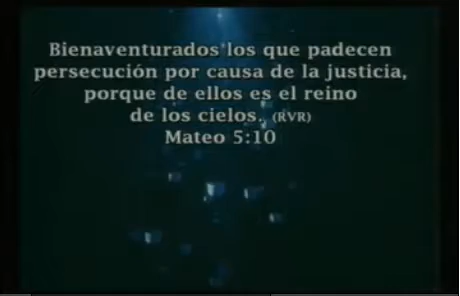 Bienaventurados los que padecen
persecución por causa de la justicia,
porque de ellos es el reino
de los cielos. (RVR)
Mateo 5:10